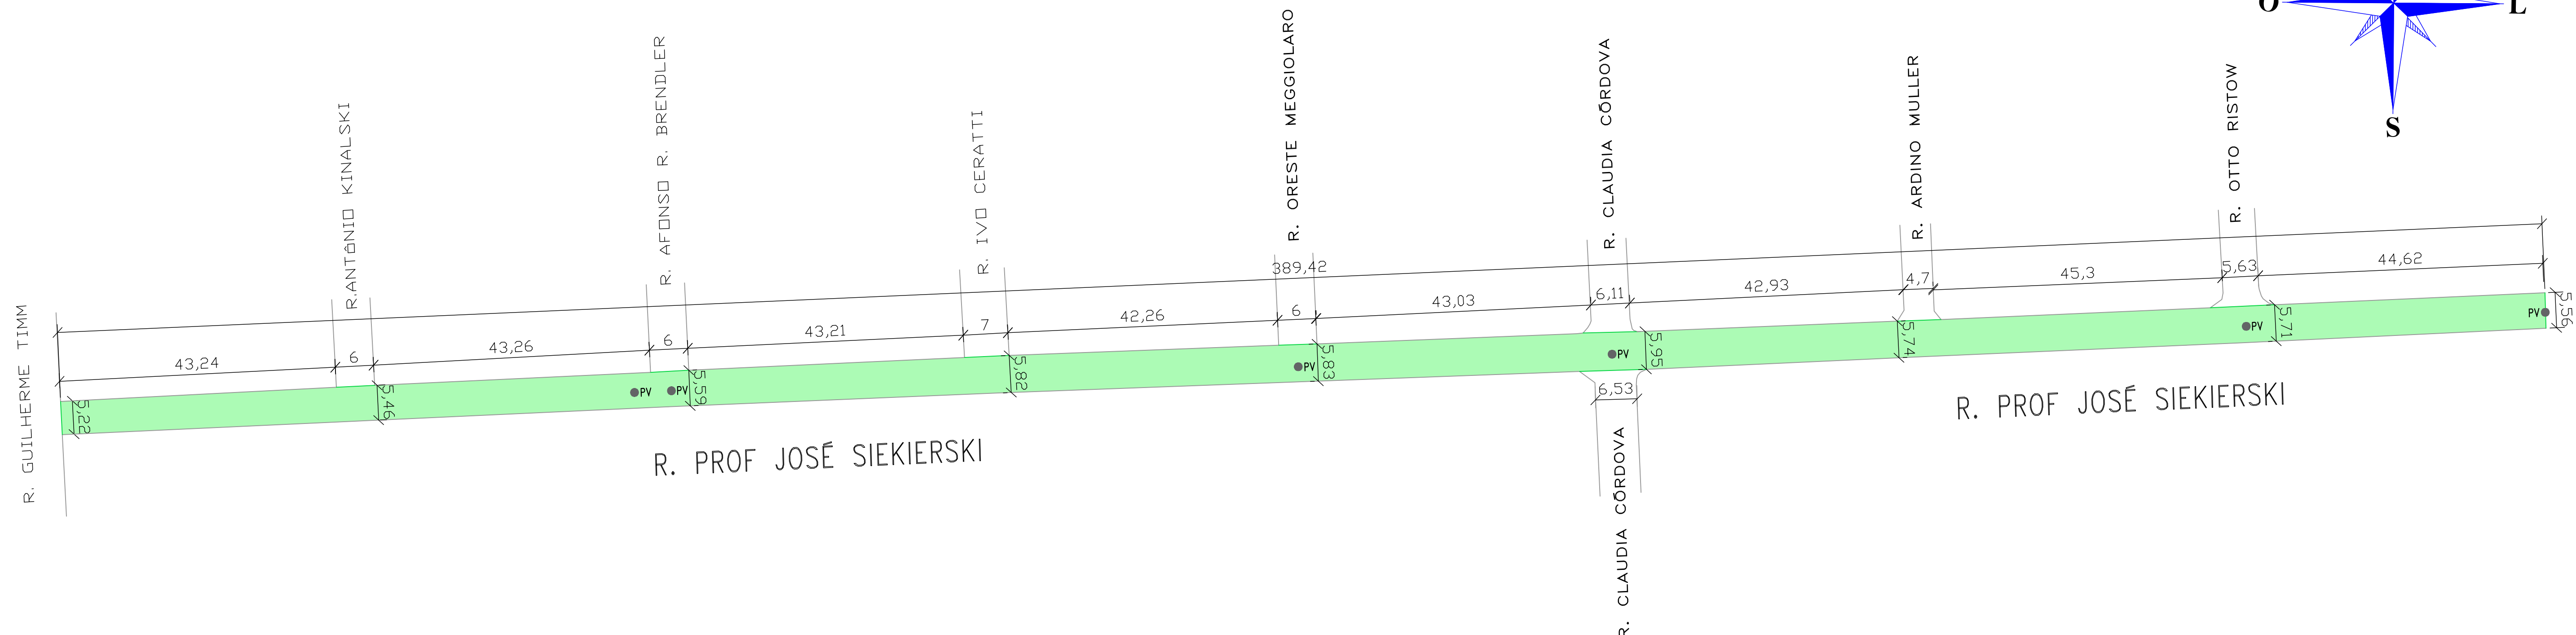 O
L
S
R. GUILHERME TIMM
R.ANTÔNIO KINALSKI
R. AFONSO R. BRENDLER
R. IVO CERATTI
R. ORESTE MEGGIOLARO
R. CLAUDIA CÓRDOVA
R. ARDINO MULLER
R. OTTO RISTOW
389,42
43,24
6
43,26
6
43,21
7
42,26
6
43,03
6,11
42,93
4,7
45,3
5,63
44,62
5,22
5,46
PV
PV
5,59
5,82
PV
5,83
PV
5,95
5,74
PV
5,71
PV
5,56
6,53
R. PROF JOSÉ SIEKIERSKI
R. PROF JOSÉ SIEKIERSKI
R. CLAUDIA CÓRDOVA